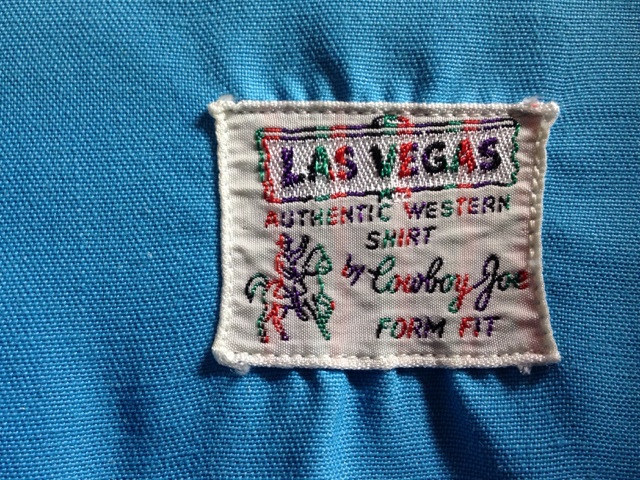 LAS VEGAS
AUTHENTIC WESTERN
SHIRT
by Cowboy Joe
FORM FIT